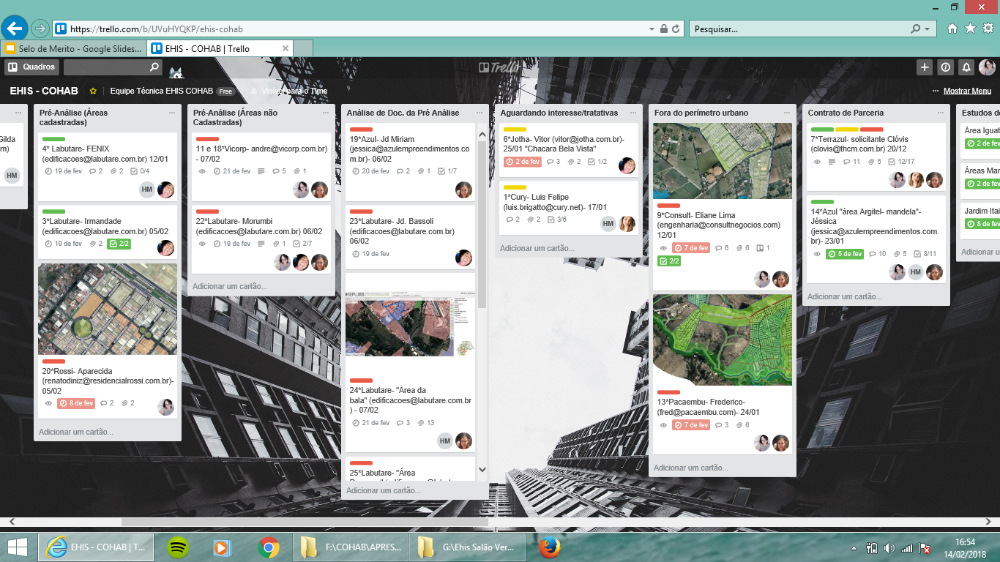 https://trello.com/b/UVuHYQKP/ehis-cohab
Pesquisar...
Selo de Merito - Google Slides...
EHIS - COHAB | Trello
Quadros
Trello
EHIS - COHAB
Equipe Técnica EHIS COHAB Free
Visível para o Time
Mostrar Menu
Gilda
HM
Pré-Análise (Áreas
cadastradas)
4* Labutare- FENIX
(edificacoes@labutare.com.br) 12/01
19 de fev 2 2 0/4
HM
3*Labutare- Irmandade
(edificacoes@labutare.com.br) 05/02
19 de fev 2 2/2
20*Rossi- Aparecida
(renatodiniz@residencialrossi.com.br)-
05/02
8 de fev 2 2
Adicionar um cartão...
Pré-Análise (Áreas não
Cadastradas)
11 e 18*Vicorp- andre@vicorp.com.br)
- 07/02
21 de fev 5 1
22*Labutare- Morumbi
(edificacoes@labutare.com.br) 06/02
19 de fev 1 2/7
Adicionar um cartão...
Análise de Doc. da Pré Análise
19*Azul- Jd Miriam
(jessica@azulempreendimentos.co
m.br)- 06/02
20 de fev 2 1 1/7
23*Labutare- Jd. Bassoli
(edificacoes@labutare.com.br)
06/02
19 de fev
#SEPLURB
24*Labutare- "Área da
bala" (edificacoes@labutare.com.br
) - 07/02
21 de fev 3 13
HM
25*Labutare- "Área
Adicionar um cartão...
Aguardando interesse/tratativas
6*Jotha- Vitor (vitor@jotha.com.br)-
25/01 "Chacara Bela Vista"
2 de fev 3 2 1/2
1*Cury- Luis Felipe
(luis.brigatto@cury.net)- 17/01
2 2 3/6
HM
Adicionar um cartão...
Fora do perímetro urbano
9*Consult- Eliane Lima
(engenharia@consultnegocios.com)
12/01
7 de fev 6 6 1
2/2
13*Pacaembu- Frederico-
(fred@pacaembu.com)- 24/01
7 de fev 3 6
Adicionar um cartão...
Contrato de Parceria
7*Terrazul- solicitante Clóvis
(clovis@thcm.com.br) 20/12
11 5 12/17
14*Azul "área Argitel- mandela"-
Jéssica
(jessica@azulempreendimentos.com.
br)- 23/01
5 de fev 10 5 8/11
HM
Adicionar um cartão...
Estudos de
Área Iguat
2 de fev
Áreas Mar
2 de fev
Jardim Itai
8 de fev
Adicionar u
EHIS - COHAB | T...
F:\COHAB\APRES...
G:\Ehis Salão Ver...
16:54
14/02/2018